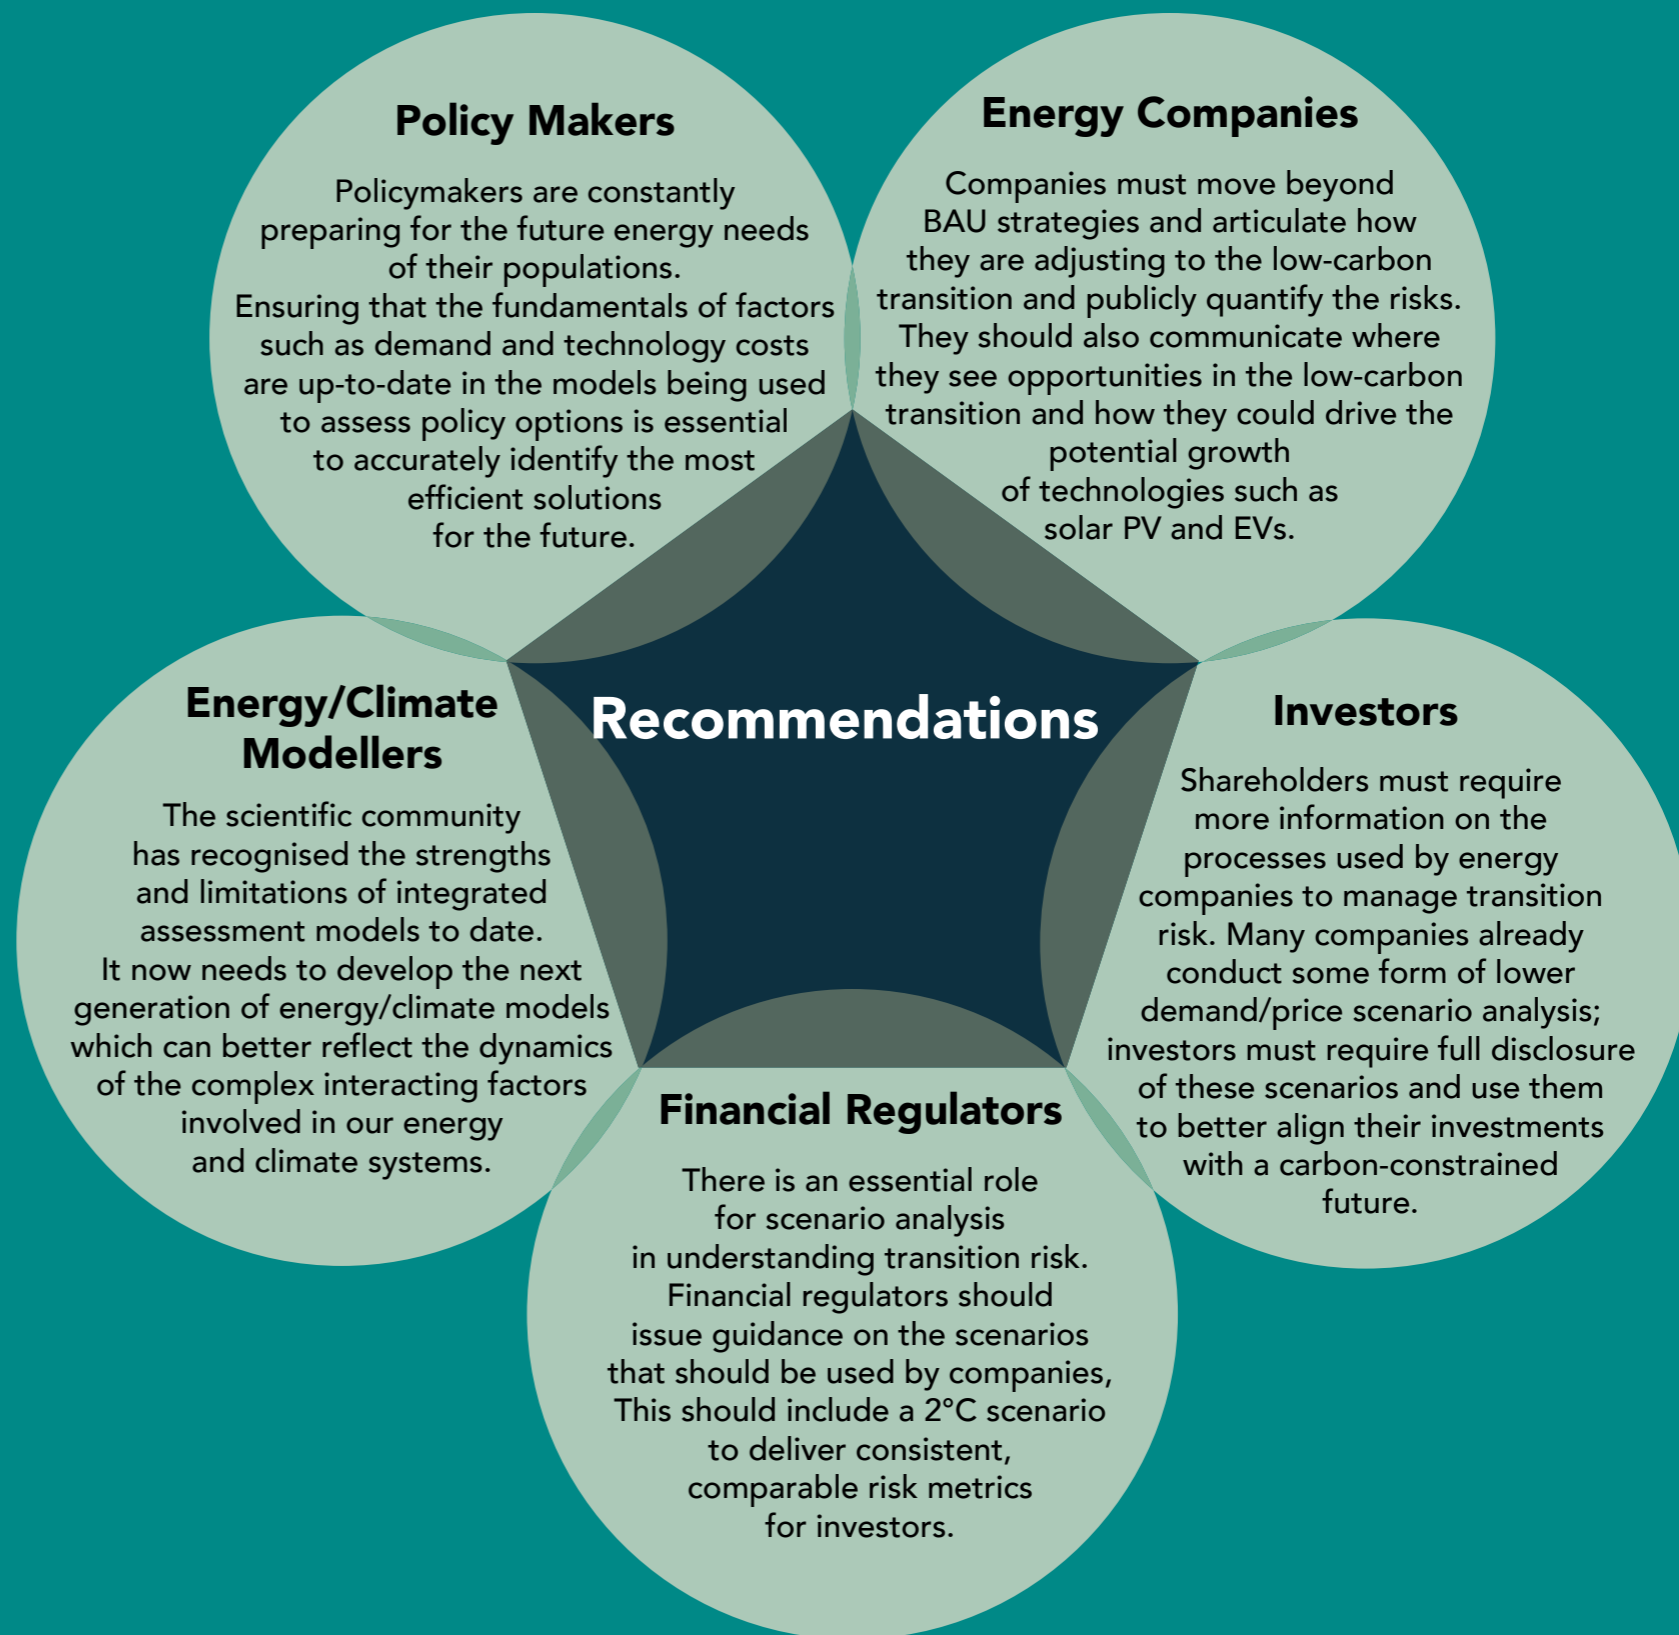 Policy Makers
Policymakers are constantly
preparing for the future energy needs
of their populations.
Ensuring that the fundamentals of factors
such as demand and technology costs
are up-to-date in the models being used
to assess policy options is essential
to accurately identify the most
efficient solutions
for the future.
Energy Companies
Companies must move beyond
BAU strategies and articulate how
they are adjusting to the low-carbon
transition and publicly quantify the risks.
They should also communicate where
they see opportunities in the low-carbon
transition and how they could drive the
potential growth
of technologies such as
solar PV and EVs.
Recommendations
Energy/Climate
Modellers
The scientific community
has recognised the strengths
and limitations of integrated
assessment models to date.
It now needs to develop the next
generation of energy/climate models
which can better reflect the dynamics
of the complex interacting factors
involved in our energy
and climate systems.
Investors
Shareholders must require
more information on the
processes used by energy
companies to manage transition
risk. Many companies already
conduct some form of lower
demand/price scenario analysis;
investors must require full disclosure
of these scenarios and use them
to better align their investments
with a carbon-constrained
future.
Financial Regulators
There is an essential role
for scenario analysis
in understanding transition risk.
Financial regulators should
issue guidance on the scenarios
that should be used by companies,
This should include a 2°C scenario
to deliver consistent,
comparable risk metrics
for investors.